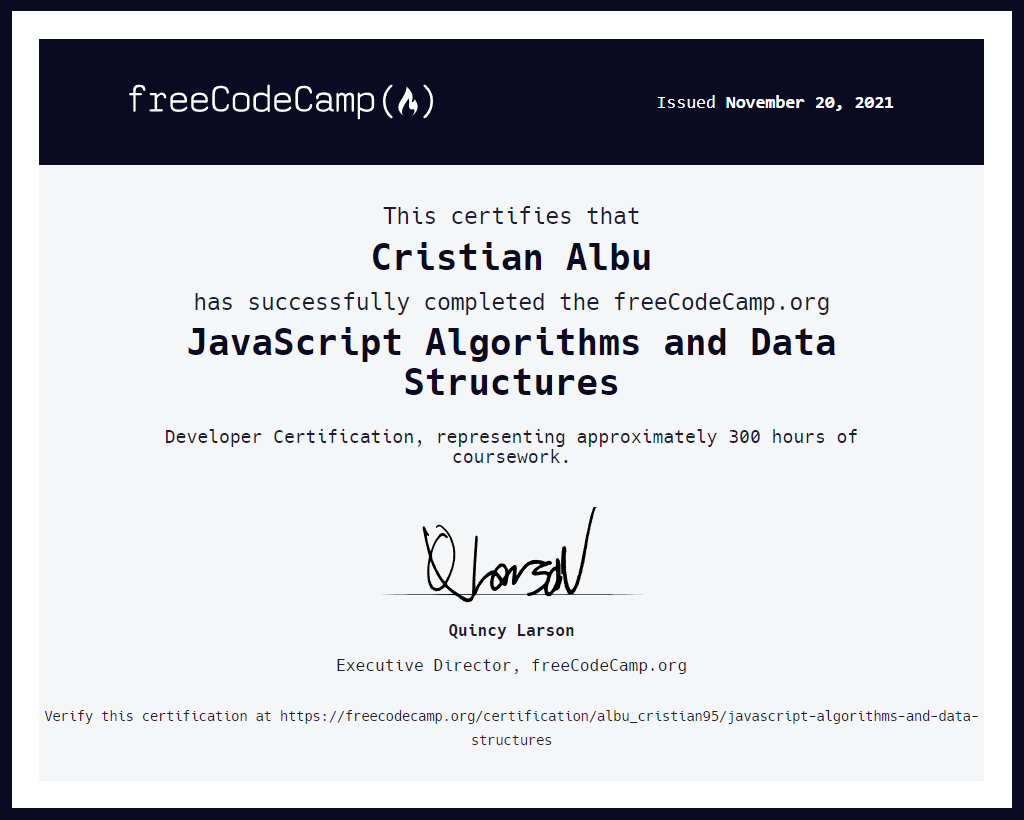 freeCodeCamp(🔥)
Issued November 20, 2021
This certifies that
Cristian Albu
has successfully completed the freeCodeCamp.org
JavaScript Algorithms and Data
Structures
Developer Certification, representing approximately 300 hours of
coursework.
Q Larson
Quincy Larson
Executive Director, freeCodeCamp.org
Verify this certification at https://freecodecamp.org/certification/albu_cristian95/javascript-algorithms-and-data-
structures